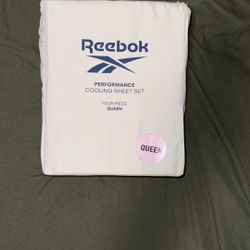 Reebok
PERFORMANCE
COOLING SHEET SET
FOUR PIECE
QUEEN
QUEEN